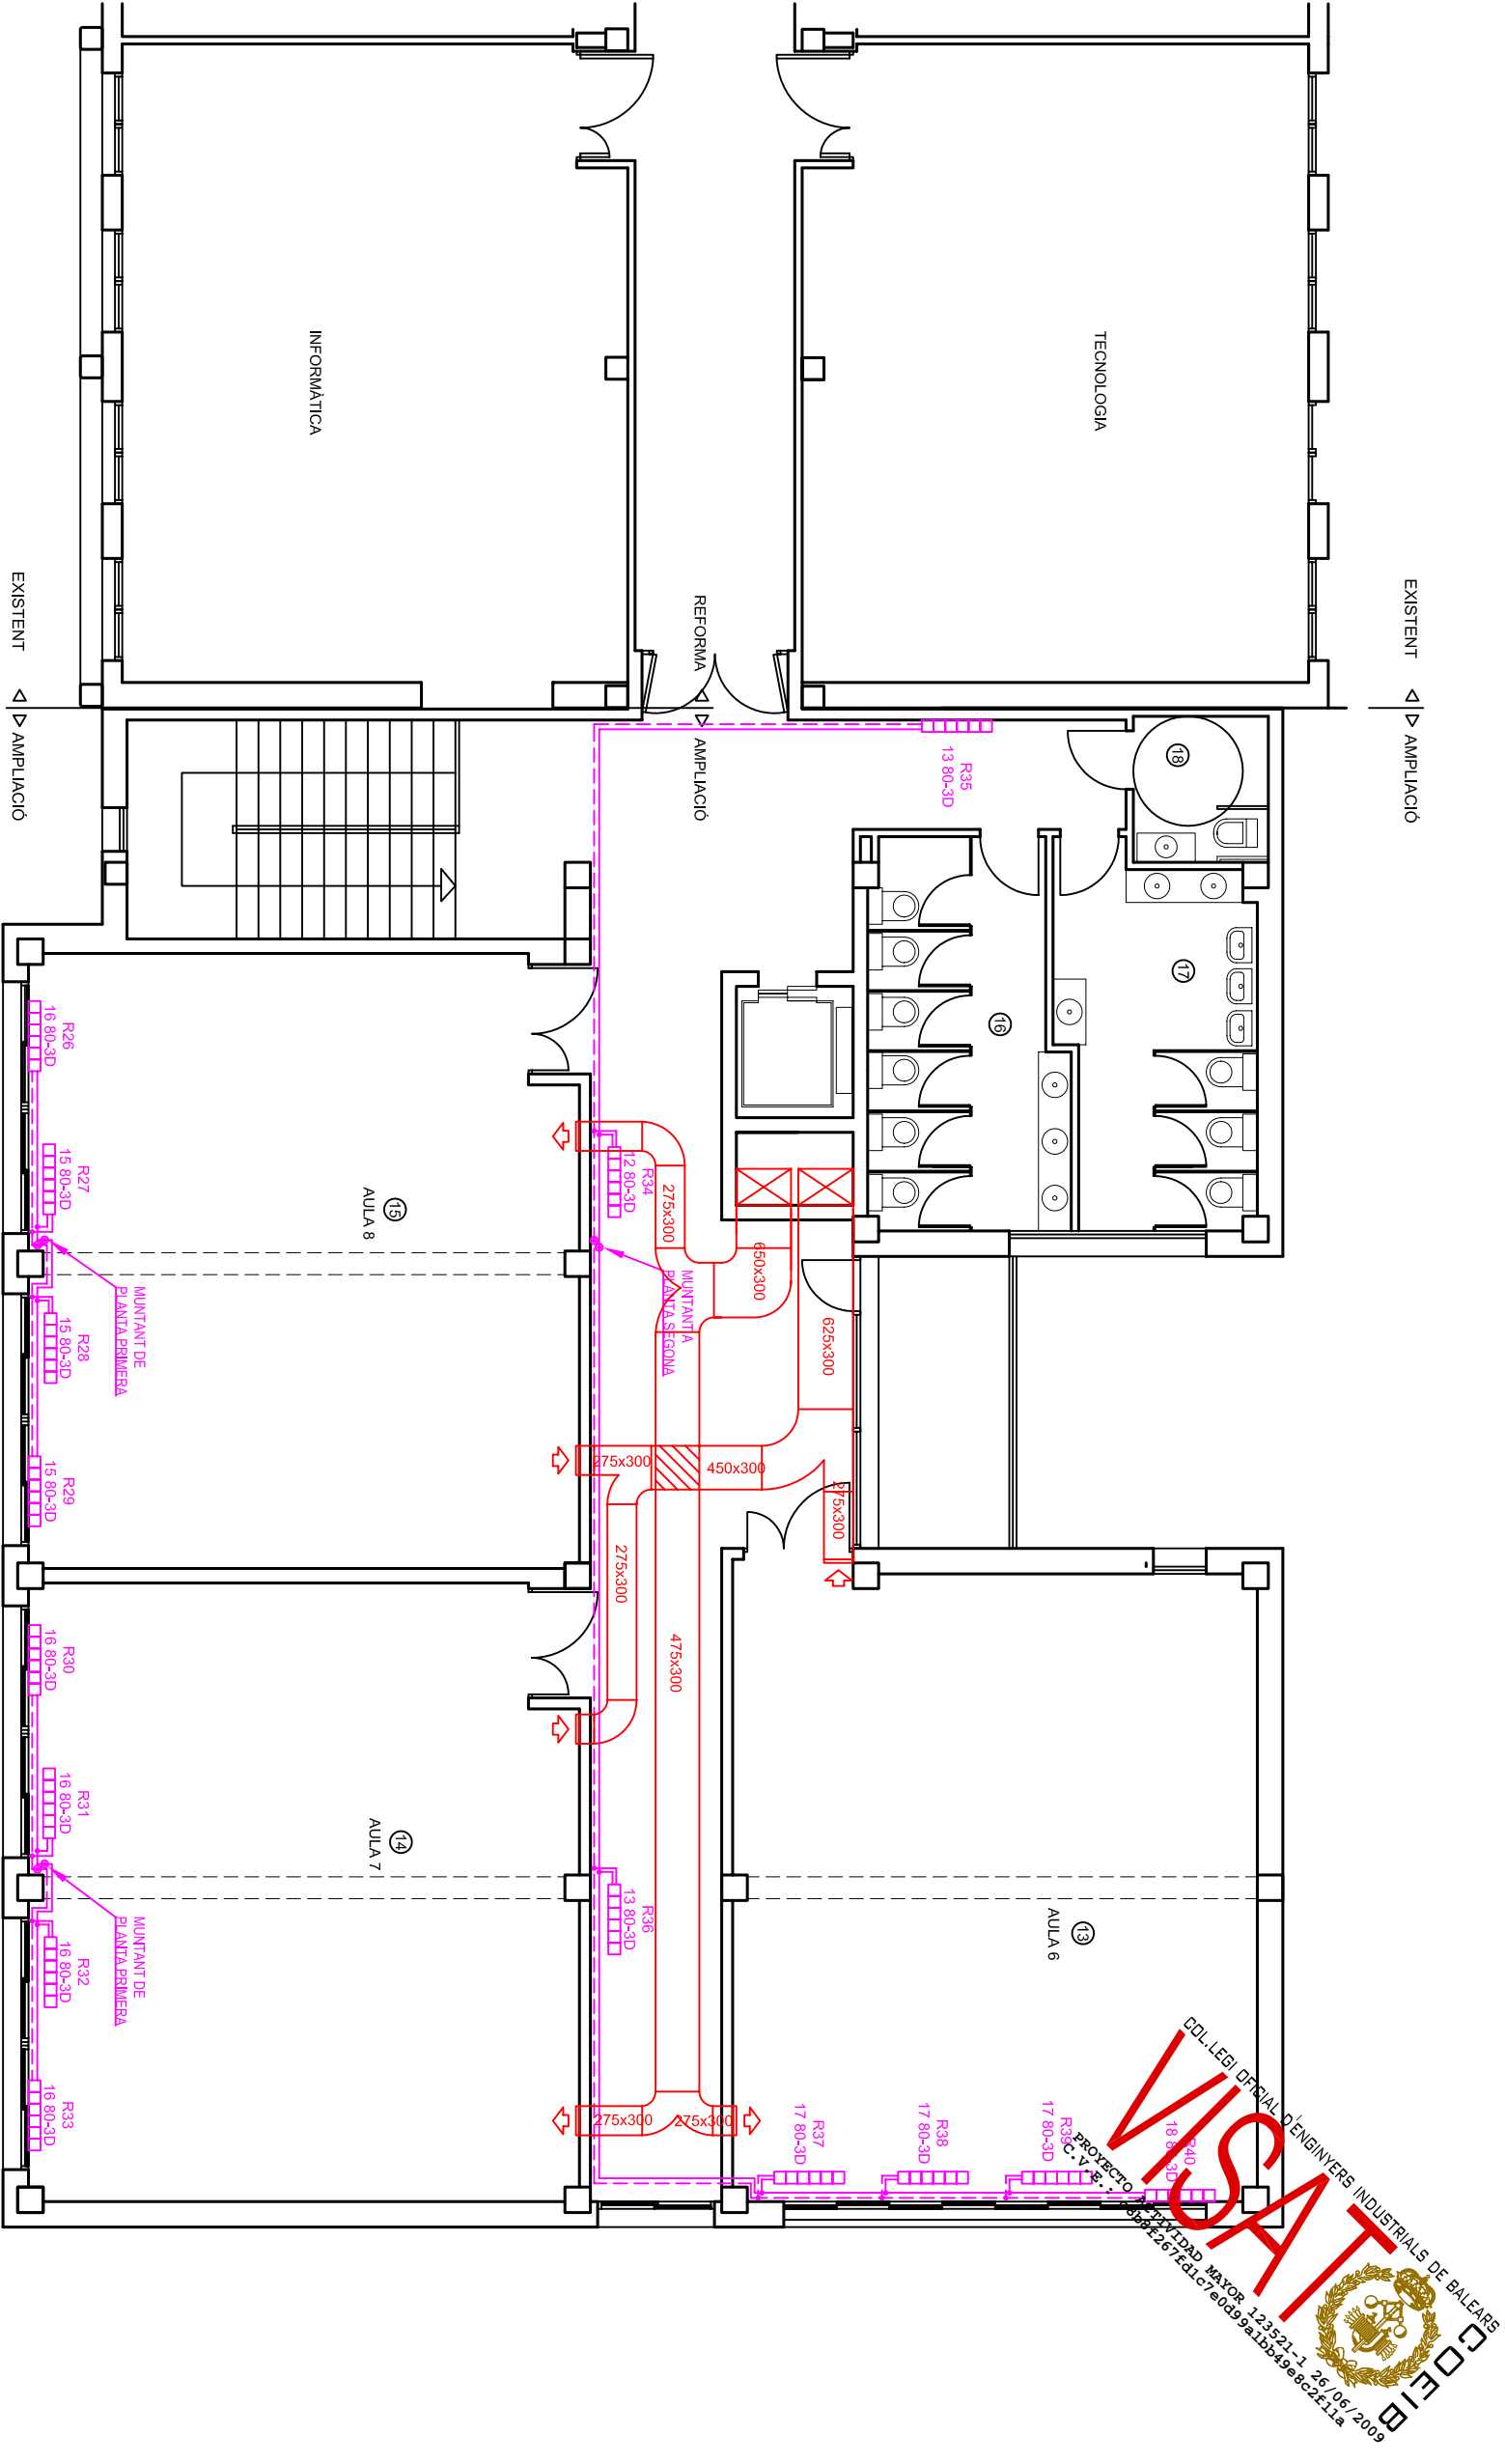 EXISTENT
AMPLIACIÓ
TECNOLOGIA
REFORMA
AMPLIACIÓ
INFORMÀTICA
EXISTENT
AMPLIACIÓ
18
17
16
R35
13 80-3D
R34
12 80-3D
MUNTANT A
PLANTA SEGONA
275x300
650x300
625x300
275x300
450x300
275x300
275x300
475x300
275x300
275x300
15
AULA 8
R26
16 80-3D
R27
15 80-3D
MUNTANT DE
PLANTA PRIMERA
R28
15 80-3D
R29
15 80-3D
14
AULA 7
R30
16 80-3D
R31
16 80-3D
MUNTANT DE
PLANTA PRIMERA
R32
16 80-3D
R33
16 80-3D
R36
13 80-3D
13
AULA 6
R37
17 80-3D
R38
17 80-3D
R39
17 80-3D
R40
18 80-3D
COL.LEGI OFICIAL D'ENGINYERS INDUSTRIALS DE BALEARS
VISAT
COEIB
PROYECTO ACTIVIDAD MAYOR 123521-1 26/06/2009
C.V.E.: